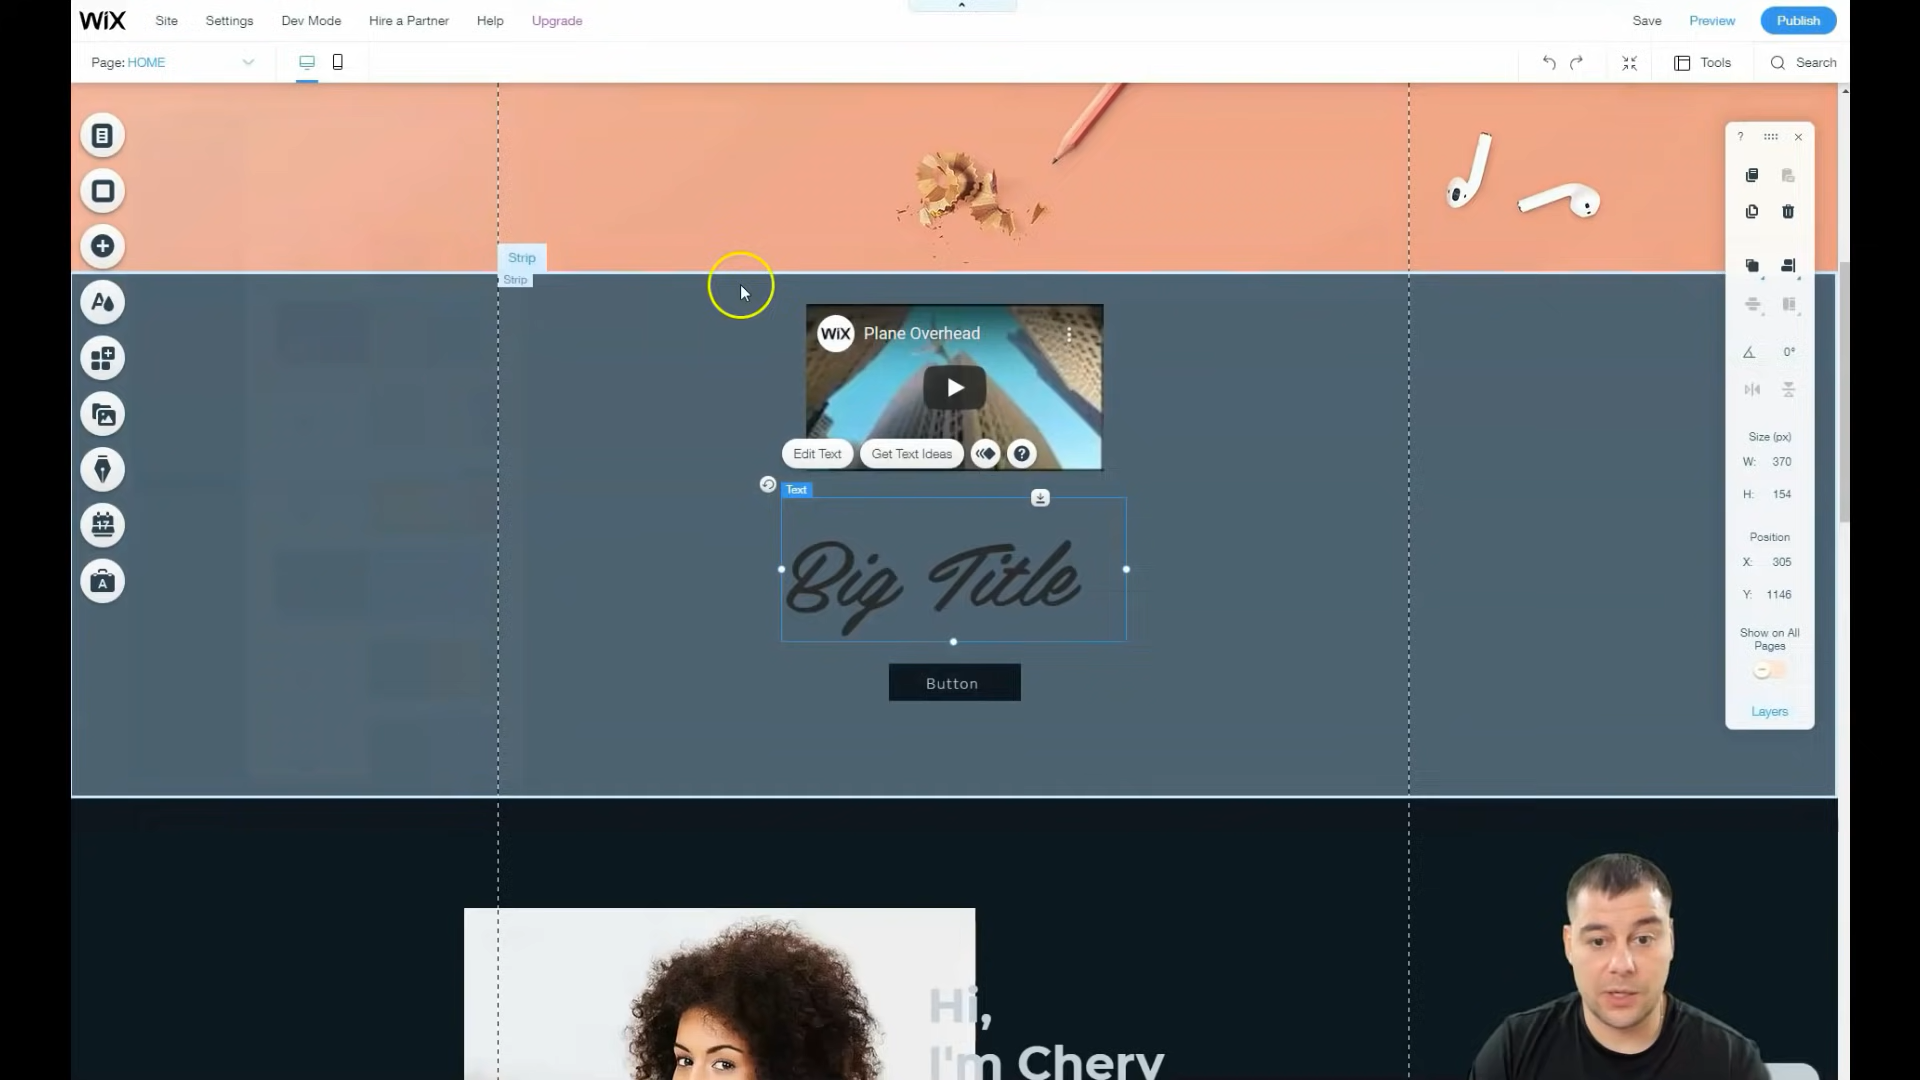 WiX Site Settings Dev Mode Hire a Partner Help Upgrade Save Preview Publish
Page: HOME Tools Search
Strip
Strip
WiX Plane Overhead
Edit Text Get Text Ideas ?
Text
Big Title
Button
Hi,
I'm Chery
17
A
?
0°
Size (px)
W: 370
H: 154
Position
X: 305
Y: 1146
Show on All
Pages
Layers